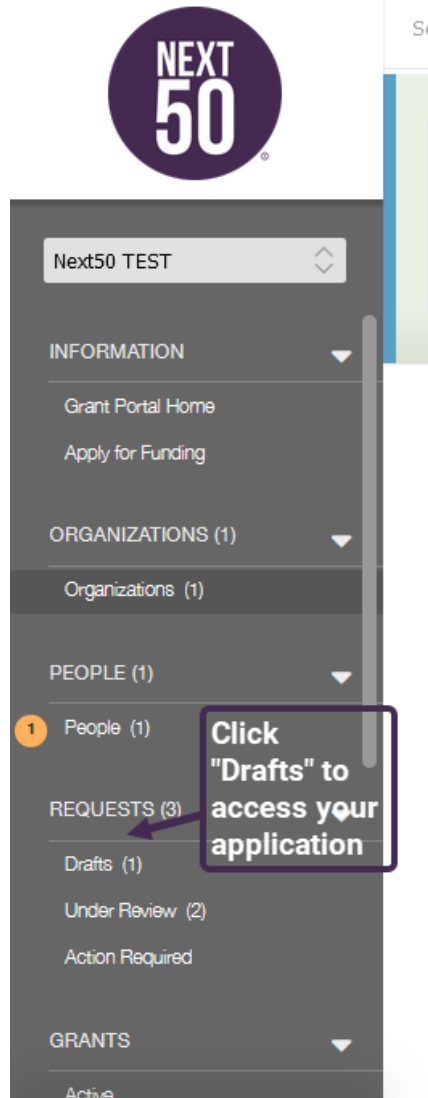 NEXT
50
®
Next50 TEST
INFORMATION
Grant Portal Home
Apply for Funding
ORGANIZATIONS (1)
Organizations (1)
PEOPLE (1)
1 People (1)
Click
"Drafts" to
access your
application
REQUESTS (3)
Drafts (1)
Under Review (2)
Action Required
GRANTS
Active